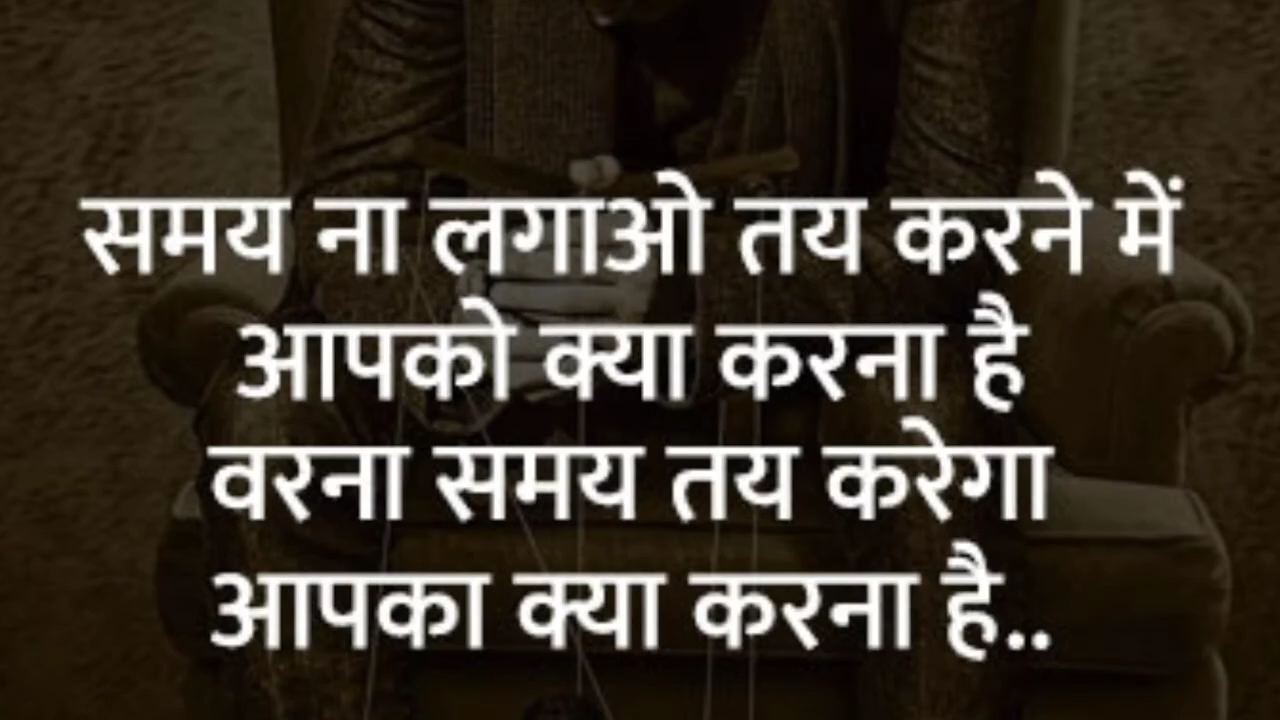 समय ना लगाओ तय करने में
आपको क्या करना है
वरना समय तय करेगा
आपका क्या करना है..